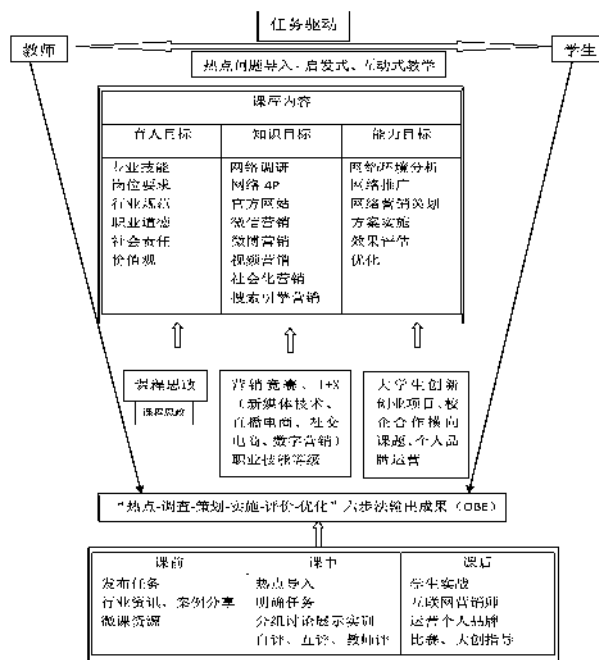 任务驱动
教师
学生
热点问题导入 - 启发式、互动式教学
课程内容
育人目标
知识目标
能力目标
专业技能
岗位要求
行业规范
职业道德
社会责任
价值观
网络调研
网络 4P
官方网站
微信营销
微博营销
视频营销
社会化营销
搜索引擎营销
网络环境分析
网络推广
网络营销策划
方案实施
效果评估
优化
课程思政
课程思政
营销竞赛、1+X
（新媒体技术、
直播电商、社交
电商、数字营销）
职业技能等级
大学生创新
创业项目、校
企合作横向
课题、个人品
牌运营
“热点-调查-策划-实施-评价-优化”六步法输出成果（OBE）
课前
发布任务
行业资讯、案例分享
微课资源
课中
热点导入
明确任务
分组讨论展示实训
自评、互评、教师评
课后
学生实战
互联网营销师
运营个人品牌
比赛、大创指导